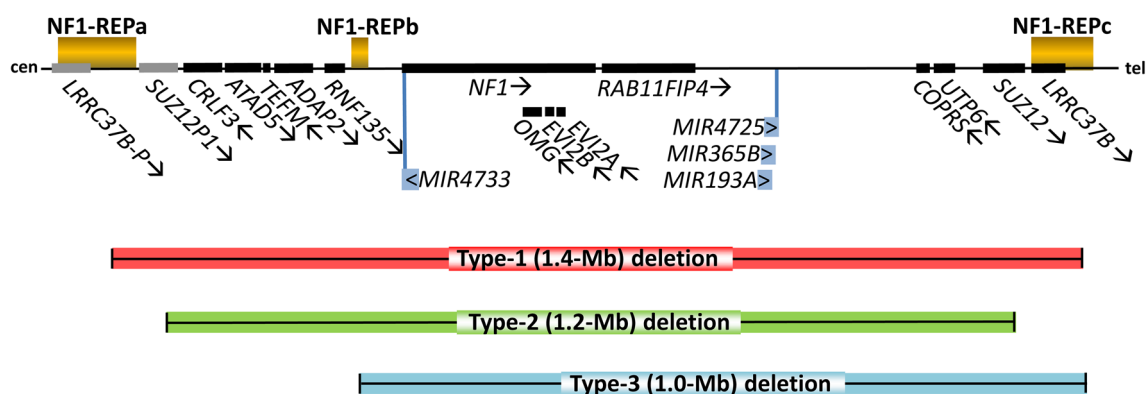 NF1-REPa
NF1-REPb
NF1-REPc
cen
tel
LRRC37B-P→
SUZ12P1→
CRLF3←
ATAD5→
TEFM←
ADAP2→
RNF135→
NF1→
RAB11FIP4→
OMG←
EVI2B←
EVI2A←
MIR4725>
MIR365B>
MIR193A>
<MIR4733
COPRS←
UTP6←
SUZ12→
LRRC37B→
Type-1 (1.4-Mb) deletion
Type-2 (1.2-Mb) deletion
Type-3 (1.0-Mb) deletion